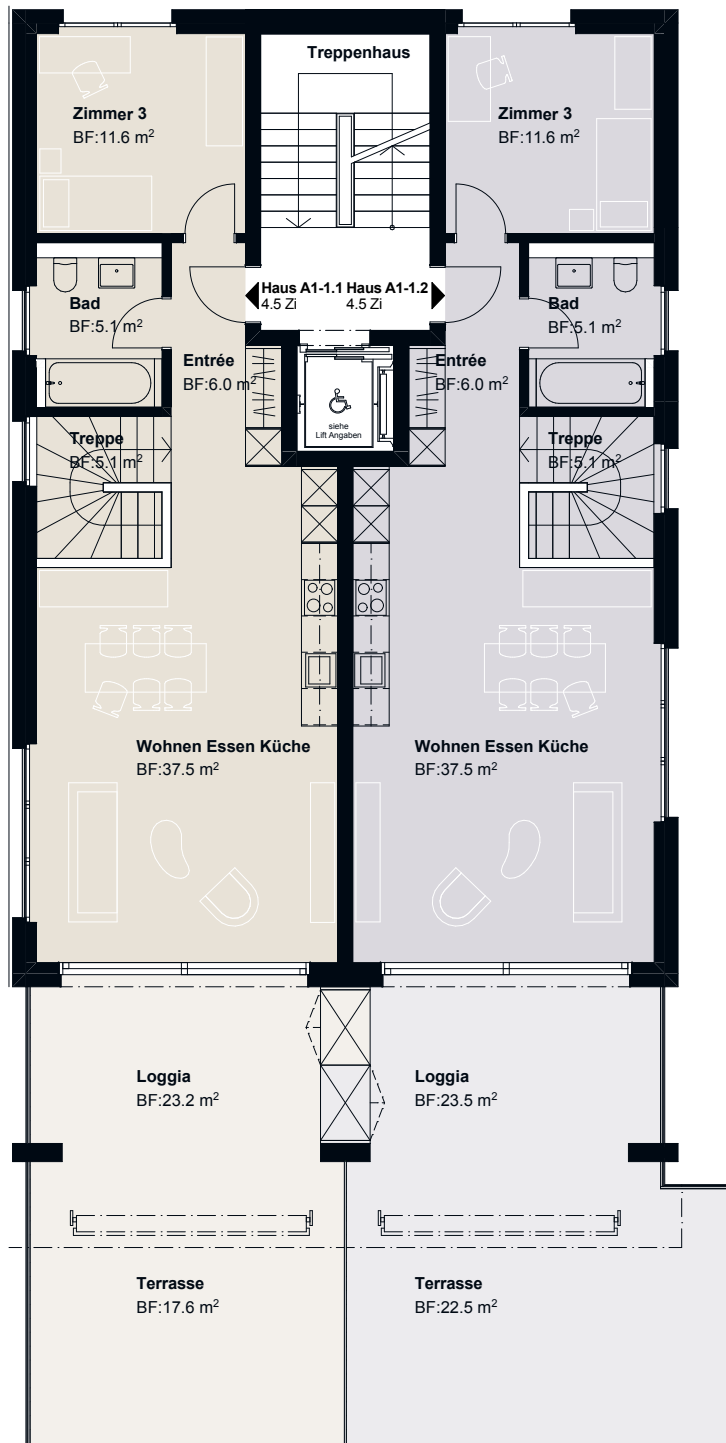 Treppenhaus
Zimmer 3
BF:11.6 m²
Zimmer 3
BF:11.6 m²
Haus A1-1.1
4.5 Zi
Haus A1-1.2
4.5 Zi
Bad
BF:5.1 m²
Bad
BF:5.1 m²
Entrée
BF:6.0 m²
Entrée
BF:6.0 m²
siehe
Lift Angaben
Treppe
BF:5.1 m²
Treppe
BF:5.1 m²
Wohnen Essen Küche
BF:37.5 m²
Wohnen Essen Küche
BF:37.5 m²
Loggia
BF:23.2 m²
Loggia
BF:23.5 m²
Terrasse
BF:17.6 m²
Terrasse
BF:22.5 m²